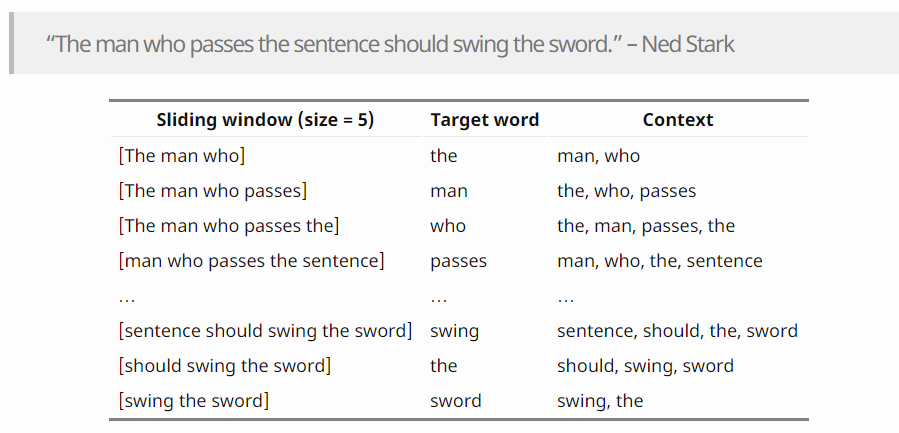 “The man who passes the sentence should swing the sword.” – Ned Stark
Sliding window (size = 5) Target word Context
[The man who] the man, who
[The man who passes] man the, who, passes
[The man who passes the] who the, man, passes, the
[man who passes the sentence] passes man, who, the, sentence
… … …
[sentence should swing the sword] swing sentence, should, the, sword
[should swing the sword] the should, swing, sword
[swing the sword] sword swing, the